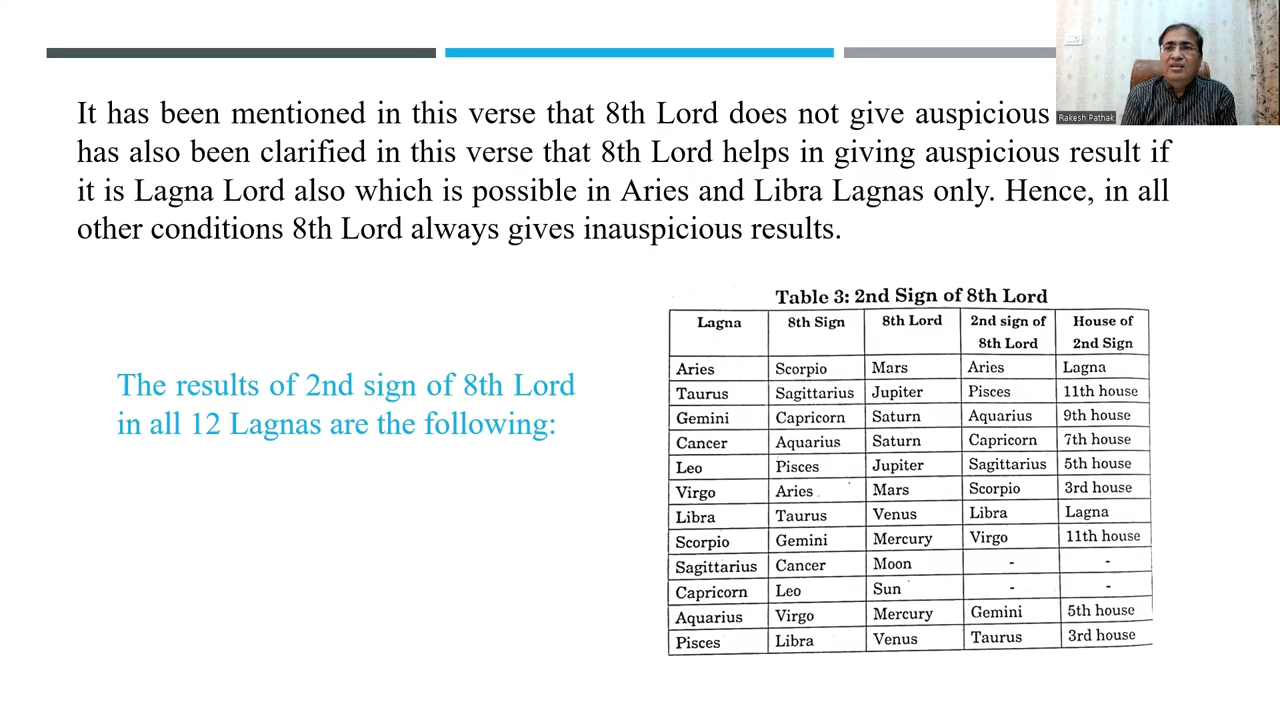 It has been mentioned in this verse that 8th Lord does not give auspicious
has also been clarified in this verse that 8th Lord helps in giving auspicious result if
it is Lagna Lord also which is possible in Aries and Libra Lagnas only. Hence, in all
other conditions 8th Lord always gives inauspicious results.
Rakesh Pathak
The results of 2nd sign of 8th Lord
in all 12 Lagnas are the following:
Table 3: 2nd Sign of 8th Lord
Lagna 8th Sign 8th Lord 2nd sign of House of
8th Lord 2nd Sign
Aries Scorpio Mars Aries Lagna
Taurus Sagittarius Jupiter Pisces 11th house
Gemini Capricorn Saturn Aquarius 9th house
Cancer Aquarius Saturn Capricorn 7th house
Leo Pisces Jupiter Sagittarius 5th house
Virgo Aries Mars Scorpio 3rd house
Libra Taurus Venus Libra Lagna
Scorpio Gemini Mercury Virgo 11th house
Sagittarius Cancer Moon - -
Capricorn Leo Sun - -
Aquarius Virgo Mercury Gemini 5th house
Pisces Libra Venus Taurus 3rd house